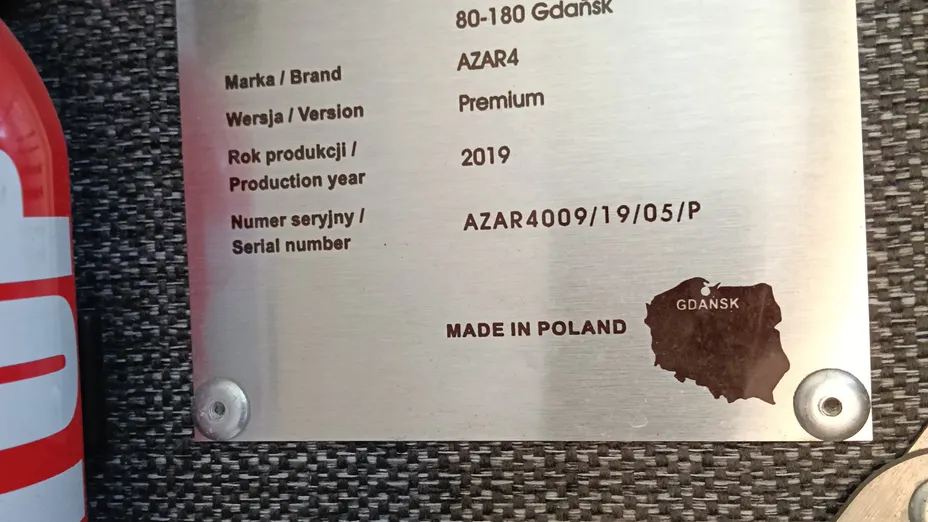 80-180 Gdańsk
Marka / Brand AZAR4
Wersja / Version Premium
Rok produkcji /
Production year 2019
Numer seryjny /
Serial number AZAR4009/19/05/P
MADE IN POLAND
GDAŃSK